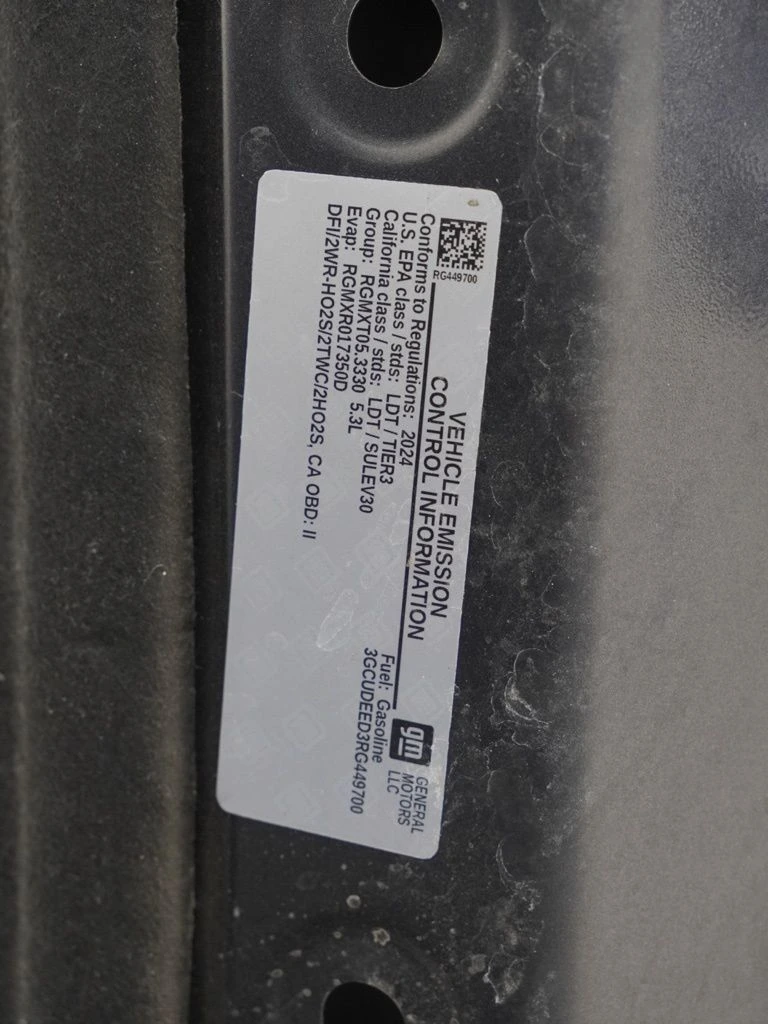 RG449700
VEHICLE EMISSION
CONTROL INFORMATION
gm
GENERAL
MOTORS
LLC
Conforms to Regulations: 2024
U.S. EPA class / stds: LDT / TIER3
California class / stds: LDT / SULEV30
Group: RGMXT05.3330 5.3L
Evap: RGMXR017350D
DFI/2WR-HO2S/2TWC/2HO2S, CA OBD: II
Fuel: Gasoline
3GCUDEED3RG449700